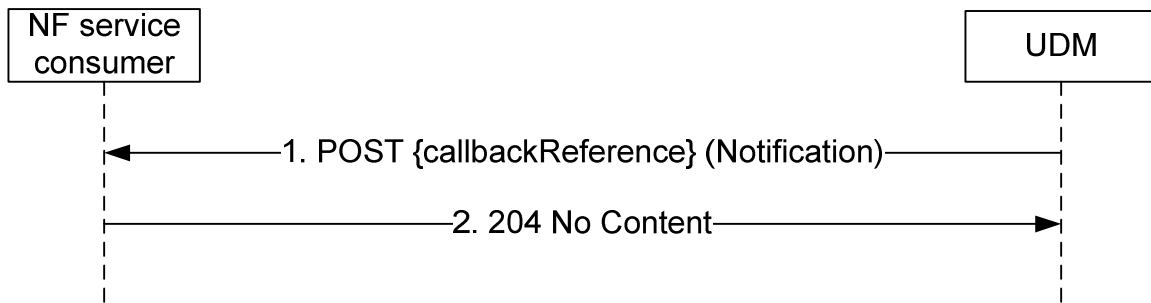 NF service
consumer
UDM
1. POST {callbackReference} (Notification)
2. 204 No Content